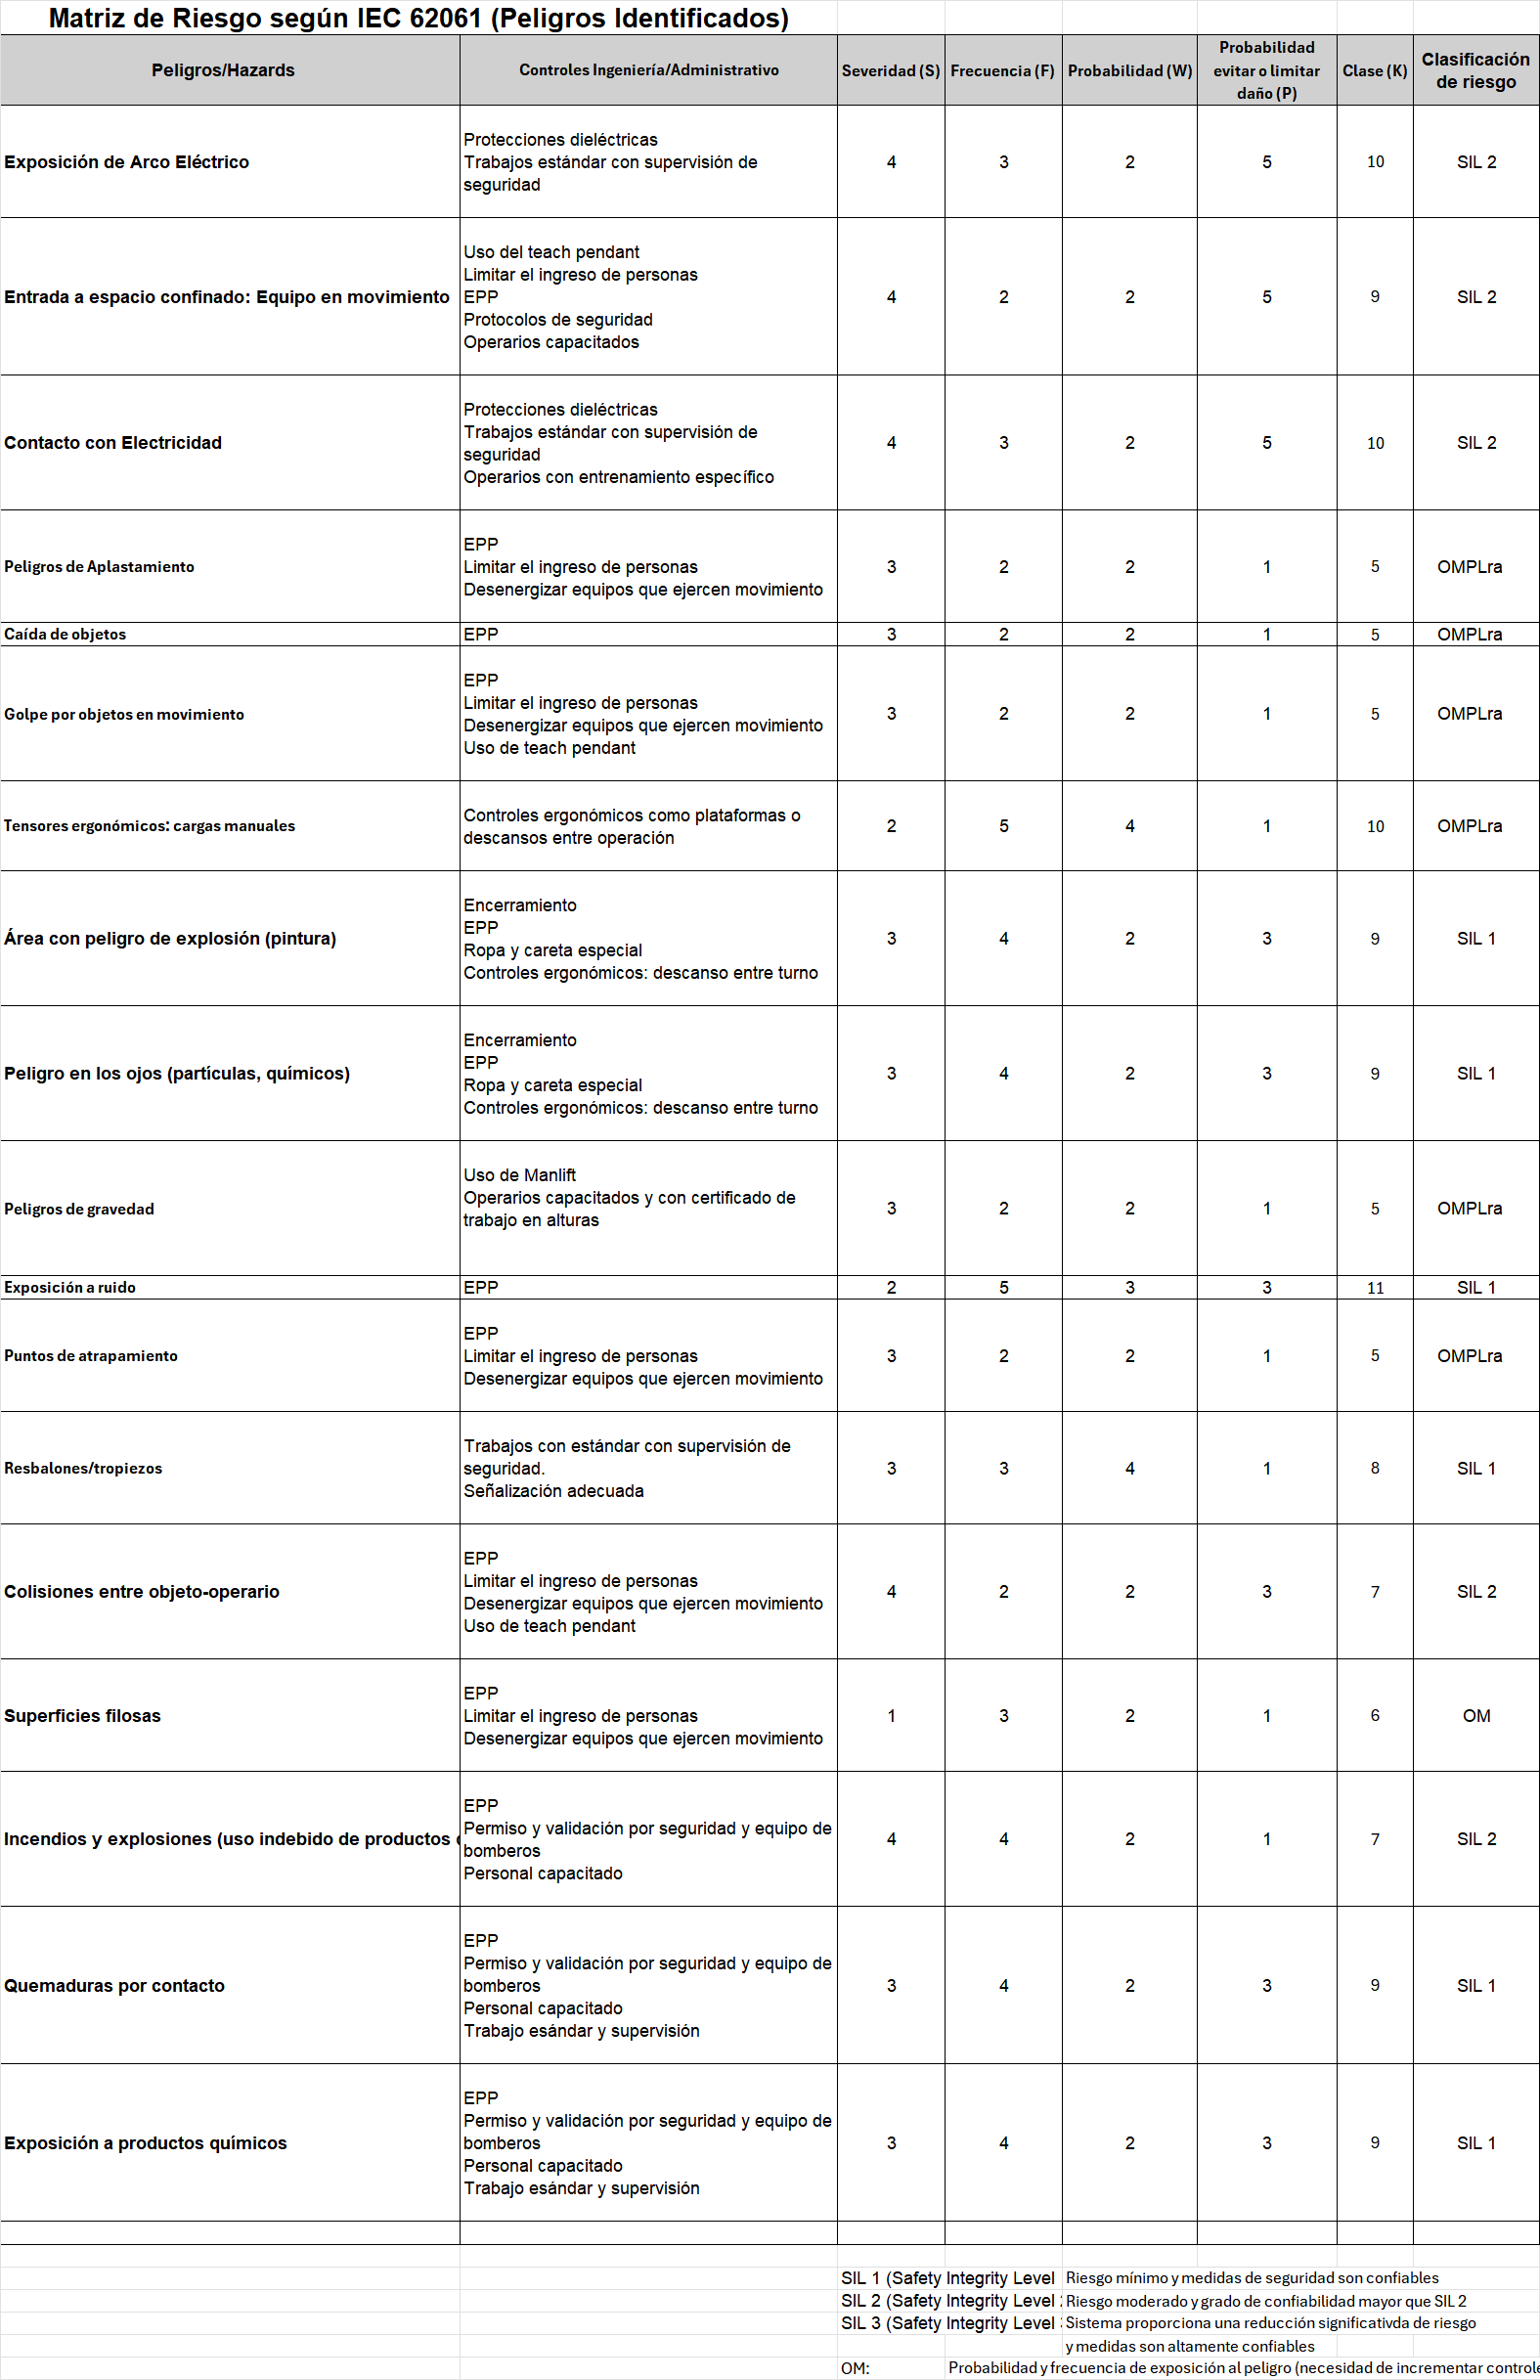 Matriz de Riesgo según IEC 62061 (Peligros Identificados)
Peligros/Hazards Controles Ingeniería/Administrativo Severidad (S) Frecuencia (F) Probabilidad (W) Probabilidad evitar o limitar daño (P) Clase (K) Clasificación de riesgo
Exposición de Arco Eléctrico
Protecciones dieléctricas
Trabajos estándar con supervisión de
seguridad
4 3 2 5 10 SIL 2
Entrada a espacio confinado: Equipo en movimiento
Uso del teach pendant
Limitar el ingreso de personas
EPP
Protocolos de seguridad
Operarios capacitados
4 2 2 5 9 SIL 2
Contacto con Electricidad
Protecciones dieléctricas
Trabajos estándar con supervisión de
seguridad
Operarios con entrenamiento específico
4 3 2 5 10 SIL 2
Peligros de Aplastamiento
EPP
Limitar el ingreso de personas
Desenergizar equipos que ejercen movimiento
3 2 2 1 5 OMPLra
Caída de objetos EPP 3 2 2 1 5 OMPLra
Golpe por objetos en movimiento
EPP
Limitar el ingreso de personas
Desenergizar equipos que ejercen movimiento
Uso de teach pendant
3 2 2 1 5 OMPLra
Tensores ergonómicos: cargas manuales
Controles ergonómicos como plataformas o
descansos entre operación
2 5 4 1 10 OMPLra
Área con peligro de explosión (pintura)
Encerramiento
EPP
Ropa y careta especial
Controles ergonómicos: descanso entre turno
3 4 2 3 9 SIL 1
Peligro en los ojos (partículas, químicos)
Encerramiento
EPP
Ropa y careta especial
Controles ergonómicos: descanso entre turno
3 4 2 3 9 SIL 1
Peligros de gravedad
Uso de Manlift
Operarios capacitados y con certificado de
trabajo en alturas
3 2 2 1 5 OMPLra
Exposición a ruido EPP 2 5 3 3 11 SIL 1
Puntos de atrapamiento
EPP
Limitar el ingreso de personas
Desenergizar equipos que ejercen movimiento
3 2 2 1 5 OMPLra
Resbalones/tropiezos
Trabajos con estándar con supervisión de
seguridad.
Señalización adecuada
3 3 4 1 8 SIL 1
Colisiones entre objeto-operario
EPP
Limitar el ingreso de personas
Desenergizar equipos que ejercen movimiento
Uso de teach pendant
4 2 2 3 7 SIL 2
Superficies filosas
EPP
Limitar el ingreso de personas
Desenergizar equipos que ejercen movimiento
1 3 2 1 6 OM
Incendios y explosiones (uso indebido de productos
EPP
Permiso y validación por seguridad y equipo de
bomberos
Personal capacitado
4 4 2 1 7 SIL 2
Quemaduras por contacto
EPP
Permiso y validación por seguridad y equipo de
bomberos
Personal capacitado
Trabajo esándar y supervisión
3 4 2 3 9 SIL 1
Exposición a productos químicos
EPP
Permiso y validación por seguridad y equipo de
bomberos
Personal capacitado
Trabajo esándar y supervisión
3 4 2 3 9 SIL 1
SIL 1 (Safety Integrity Level Riesgo mínimo y medidas de seguridad son confiables
SIL 2 (Safety Integrity Level Riesgo moderado y grado de confiabilidad mayor que SIL 2
SIL 3 (Safety Integrity Level Sistema proporciona una reducción significativda de riesgo
y medidas son altamente confiables
OM: Probabilidad y frecuencia de exposición al peligro (necesidad de incrementar